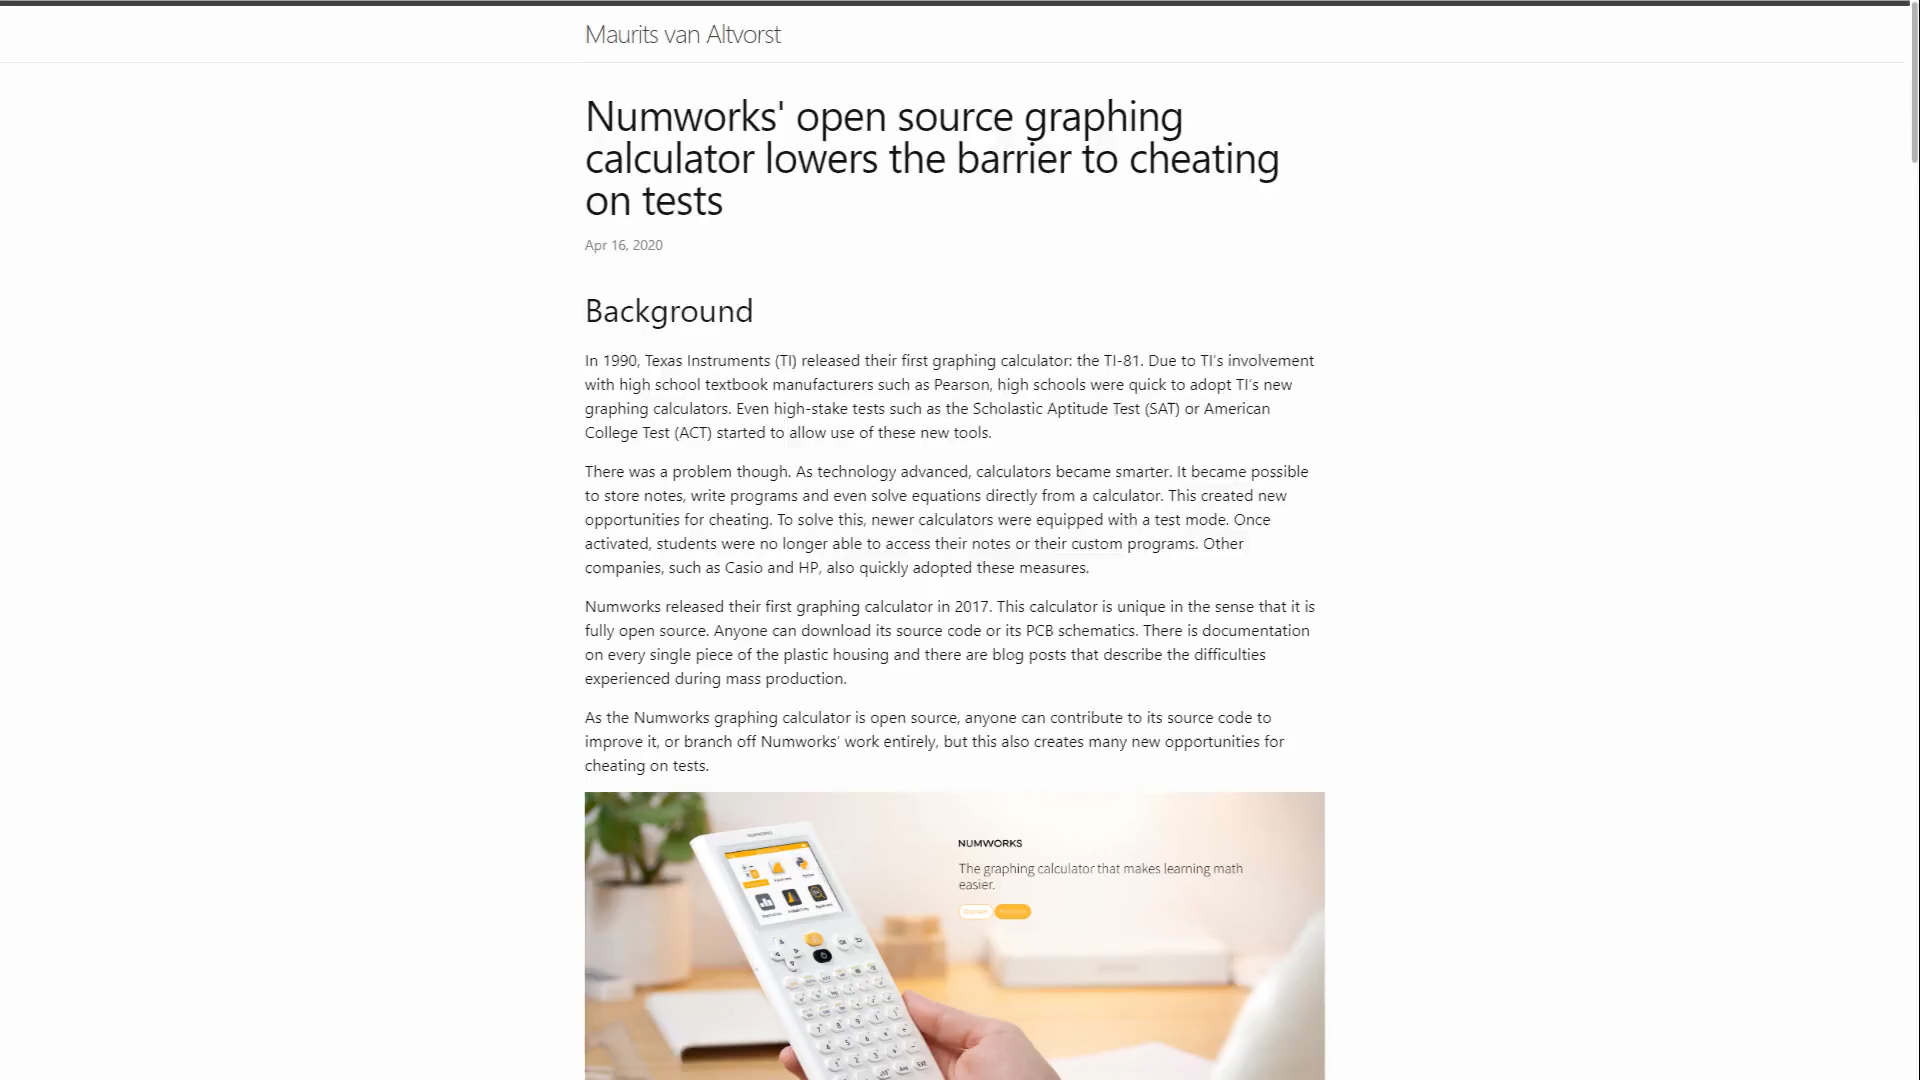 Maurits van Altvorst
Numworks' open source graphing
calculator lowers the barrier to cheating
on tests
Apr 16, 2020
Background
In 1990, Texas Instruments (TI) released their first graphing calculator: the TI-81. Due to TI's involvement
with high school textbook manufacturers such as Pearson, high schools were quick to adopt TI's new
graphing calculators. Even high-stake tests such as the Scholastic Aptitude Test (SAT) or American
College Test (ACT) started to allow use of these new tools.
There was a problem though. As technology advanced, calculators became smarter. It became possible
to store notes, write programs and even solve equations directly from a calculator. This created new
opportunities for cheating. To solve this, newer calculators were equipped with a test mode. Once
activated, students were no longer able to access their notes or their custom programs. Other
companies, such as Casio and HP, also quickly adopted these measures.
Numworks released their first graphing calculator in 2017. This calculator is unique in the sense that it is
fully open source. Anyone can download its source code or its PCB schematics. There is documentation
on every single piece of the plastic housing and there are blog posts that describe the difficulties
experienced during mass production.
As the Numworks graphing calculator is open source, anyone can contribute to its source code to
improve it, or branch off Numworks' work entirely, but this also creates many new opportunities for
cheating on tests.
NUMWORKS
The graphing calculator that makes learning math
easier.